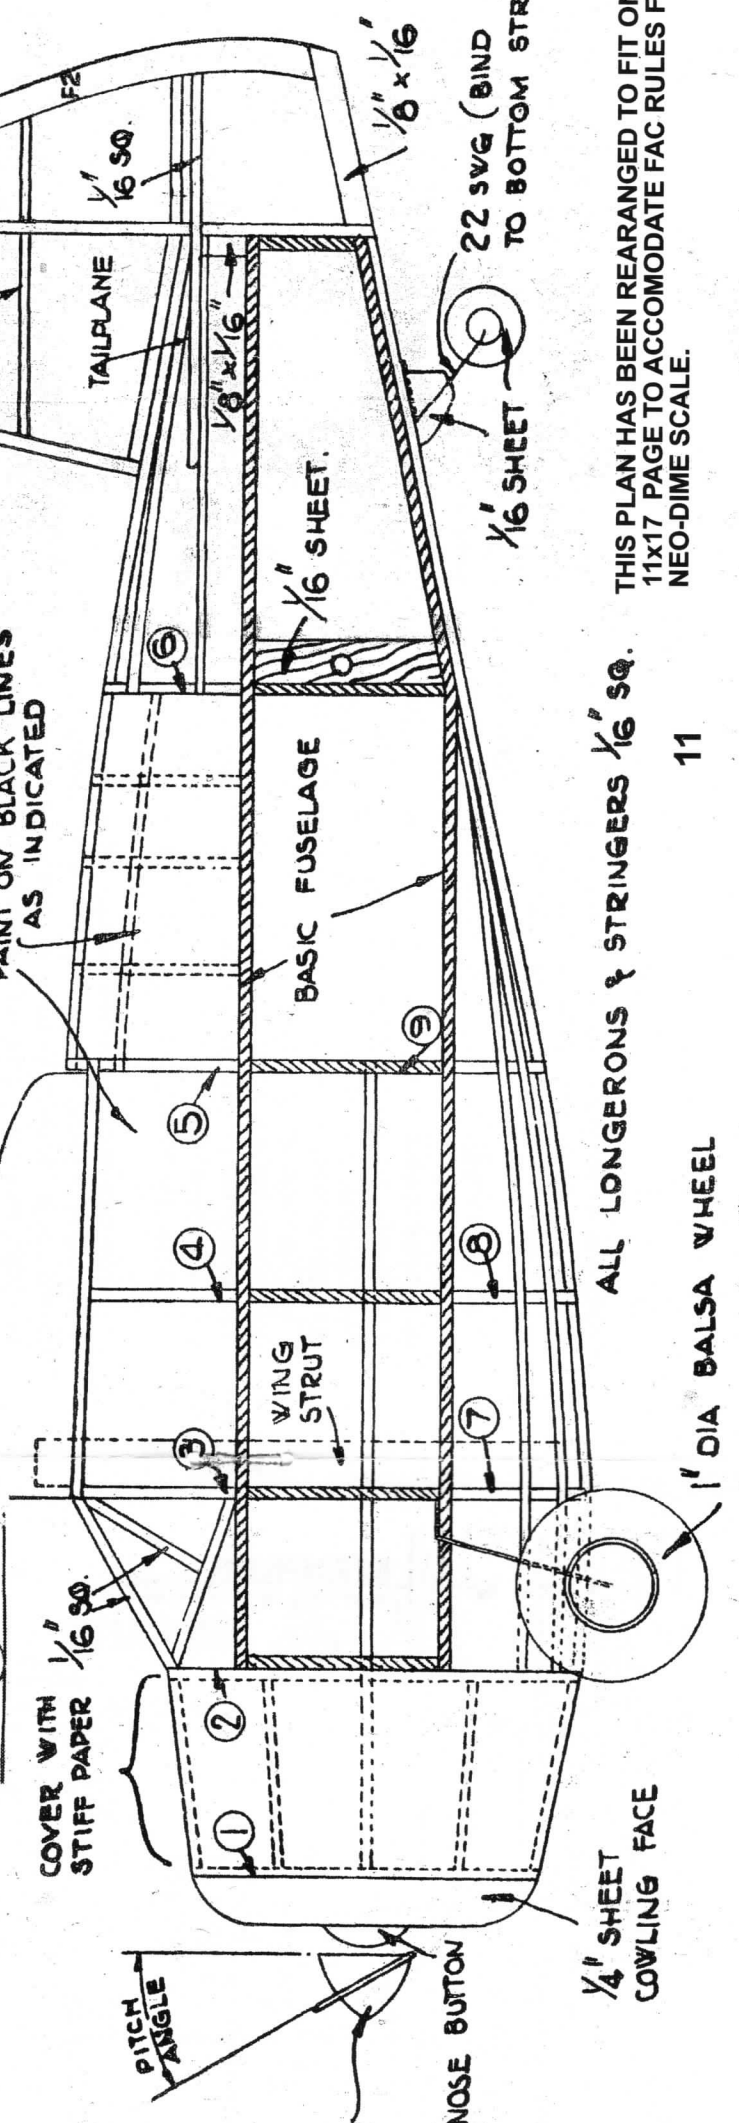 PAINT ON BLACK LINES
AS INDICATED
TAILPLANE
1/16" SQ.
F2
1/8" x 1/16"
1/8" x 1/16"
22 SWG (BIND
TO BOTTOM STR
1/16" SHEET
1/16" SHEET.
BASIC FUSELAGE
WING
STRUT
COVER WITH
STIFF PAPER
1/16" SQ.
1
2
3
4
5
6
7
8
9
PITCH
ANGLE
NOSE BUTTON
1/4" SHEET
COWLING FACE
1" DIA BALSA WHEEL
ALL LONGERONS & STRINGERS 1/16" SQ.
11
THIS PLAN HAS BEEN REARANGED TO FIT
11x17 PAGE TO ACCOMODATE FAC RULES
NEO-DIME SCALE.